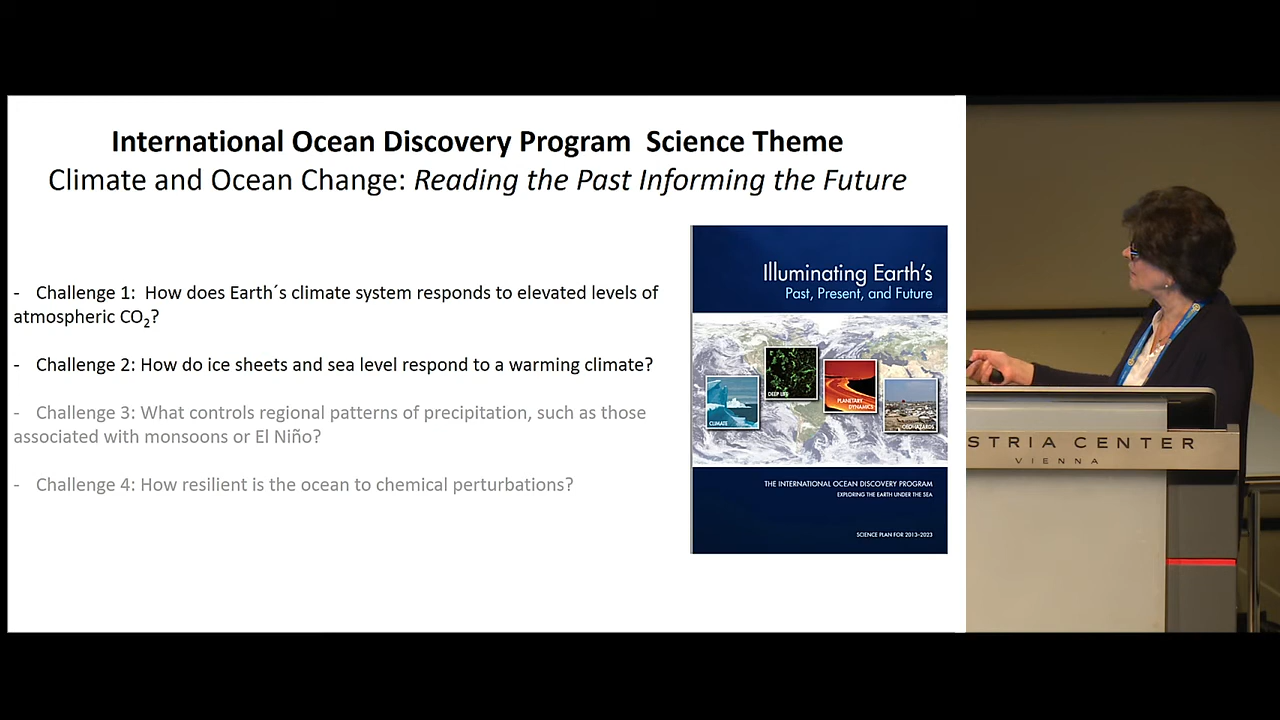 International Ocean Discovery Program  Science Theme
Climate and Ocean Change: Reading the Past Informing the Future
-   Challenge 1:  How does Earth´s climate system responds to elevated levels of
atmospheric CO₂?
-   Challenge 2: How do ice sheets and sea level respond to a warming climate?
-   Challenge 3: What controls regional patterns of precipitation, such as those
associated with monsoons or El Niño?
-   Challenge 4: How resilient is the ocean to chemical perturbations?
Illuminating Earth's
Past, Present, and Future
CLIMATE
DEEP LIFE
PLANETARY
DYNAMICS
GEOHAZARDS
THE INTERNATIONAL OCEAN DISCOVERY PROGRAM
EXPLORING THE EARTH UNDER THE SEA
SCIENCE PLAN FOR 2013–2023
STRIA CENTER
VIENNA